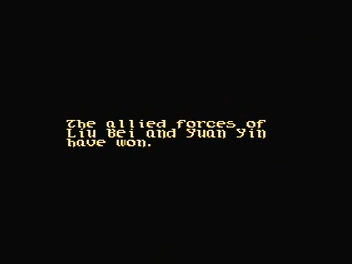 The allied forces of
Liu Bei and Yuan Yin
have won.